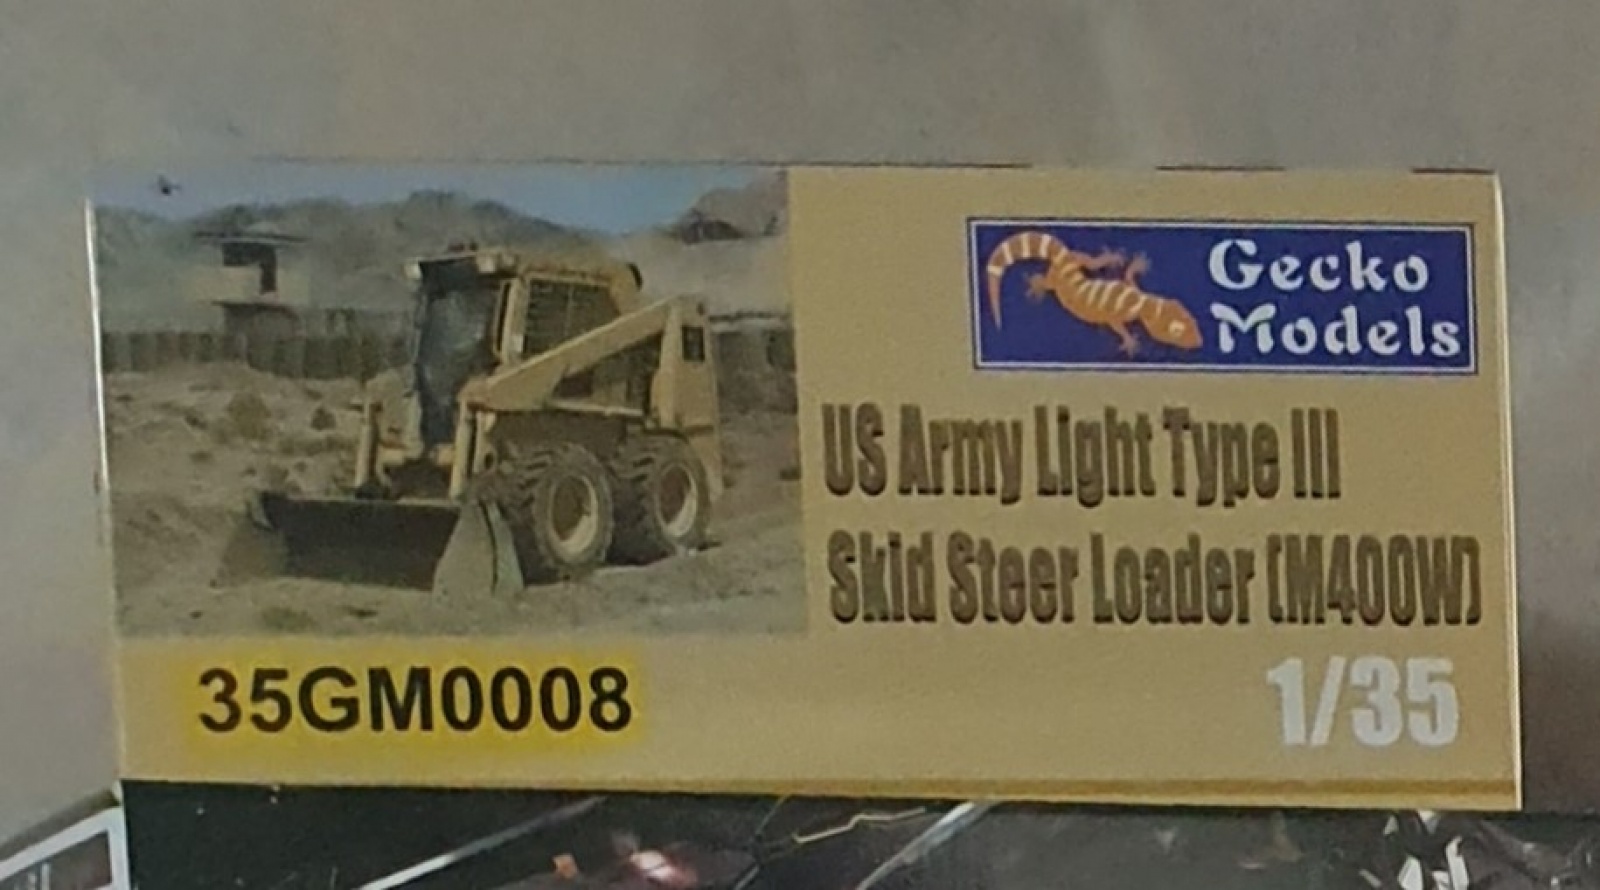 Gecko
Models
US Army Light Type III
Skid Steer Loader (M400W)
35GM0008
1/35